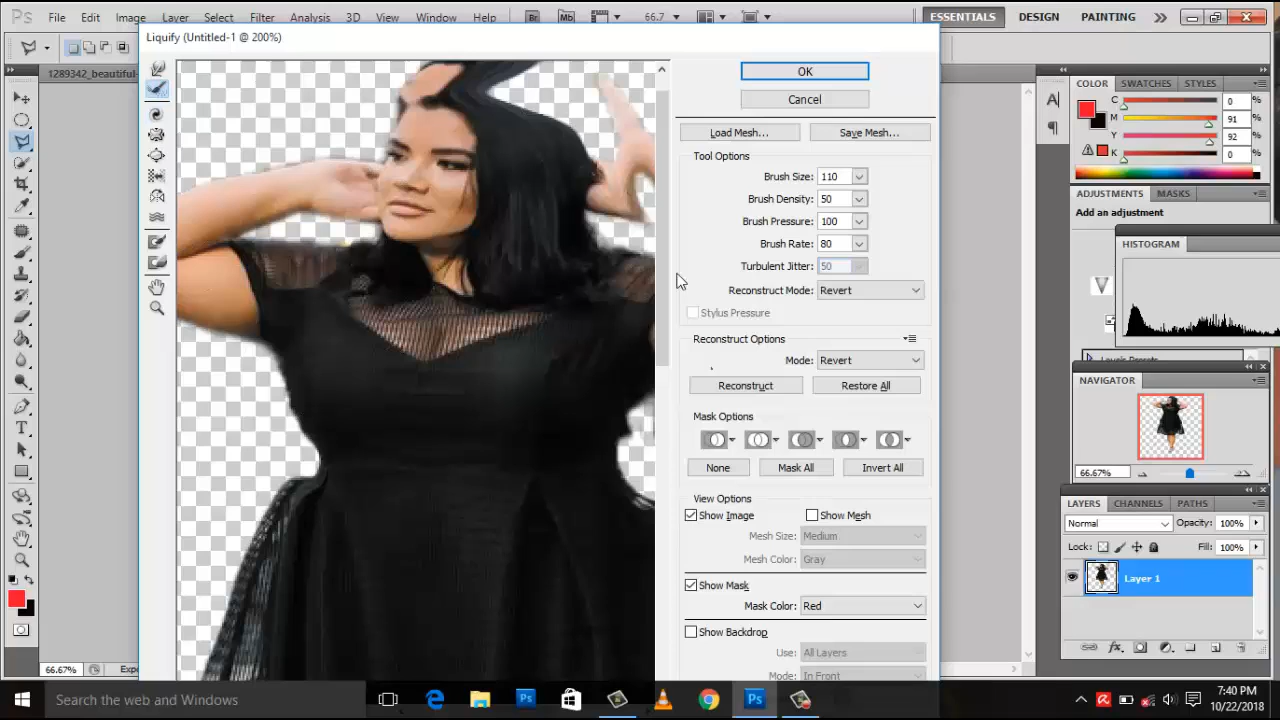 Ps File Edit Image Layer Select Filter Analysis 3D View Window Help Br Mb 66.7 ESSENTIALS DESIGN PAINTING
Liquify (Untitled-1 @ 200%)
1289342_beautiful-
OK
Cancel
Load Mesh... Save Mesh...
Tool Options
Brush Size: 110
Brush Density: 50
Brush Pressure: 100
Brush Rate: 80
Turbulent Jitter: 50
Reconstruct Mode: Revert
Stylus Pressure
Reconstruct Options
Mode: Revert
Reconstruct Restore All
Mask Options
None Mask All Invert All
View Options
Show Image Show Mesh
Mesh Size: Medium
Mesh Color: Gray
Show Mask
Mask Color: Red
Show Backdrop
Use: All Layers
Mode: In Front
COLOR SWATCHES STYLES
C 0 %
M 91 %
Y 92 %
K 0 %
ADJUSTMENTS MASKS
Add an adjustment
HISTOGRAM
Levels Presets
NAVIGATOR
66.67%
LAYERS CHANNELS PATHS
Normal Opacity: 100%
Lock: Fill: 100%
Layer 1
66.67% Expo
Search the web and Windows
7:40 PM
10/22/2018